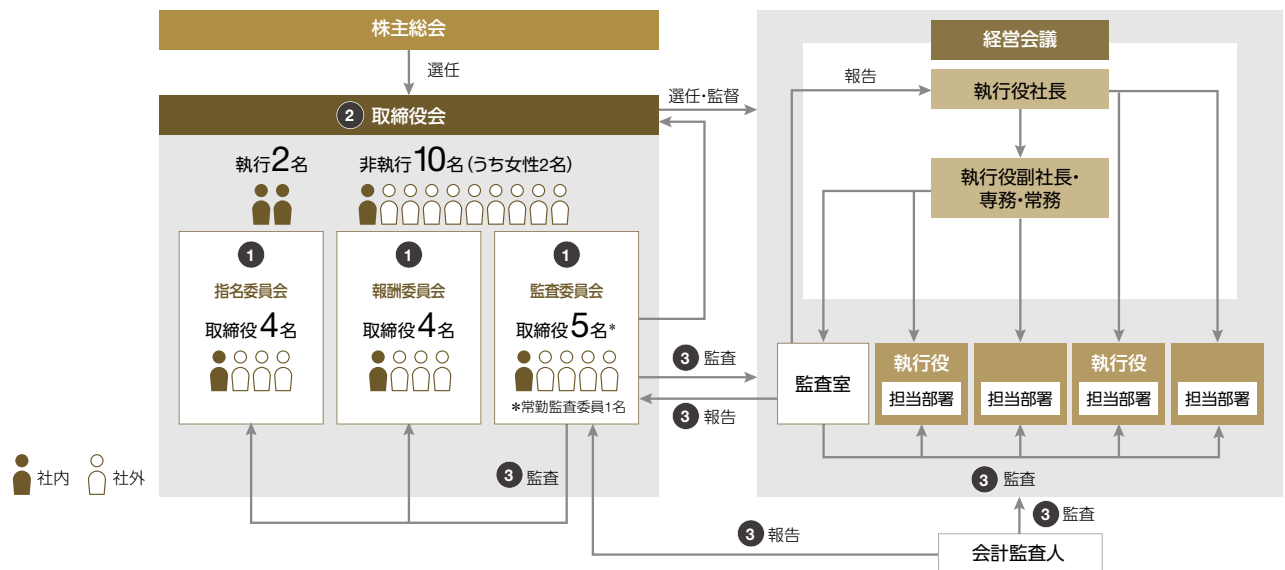 株主総会
選任
2 取締役会
選任・監督
執行2名
非執行10名(うち女性2名)
1
指名委員会
取締役4名
1
報酬委員会
取締役4名
1
監査委員会
取締役5名*
*常勤監査委員1名
3 監査
3 報告
3 監査
社内
社外
経営会議
報告
執行役社長
執行役副社長・
専務・常務
監査室
執行役
担当部署
担当部署
執行役
担当部署
担当部署
3 監査
3 監査
3 報告
会計監査人